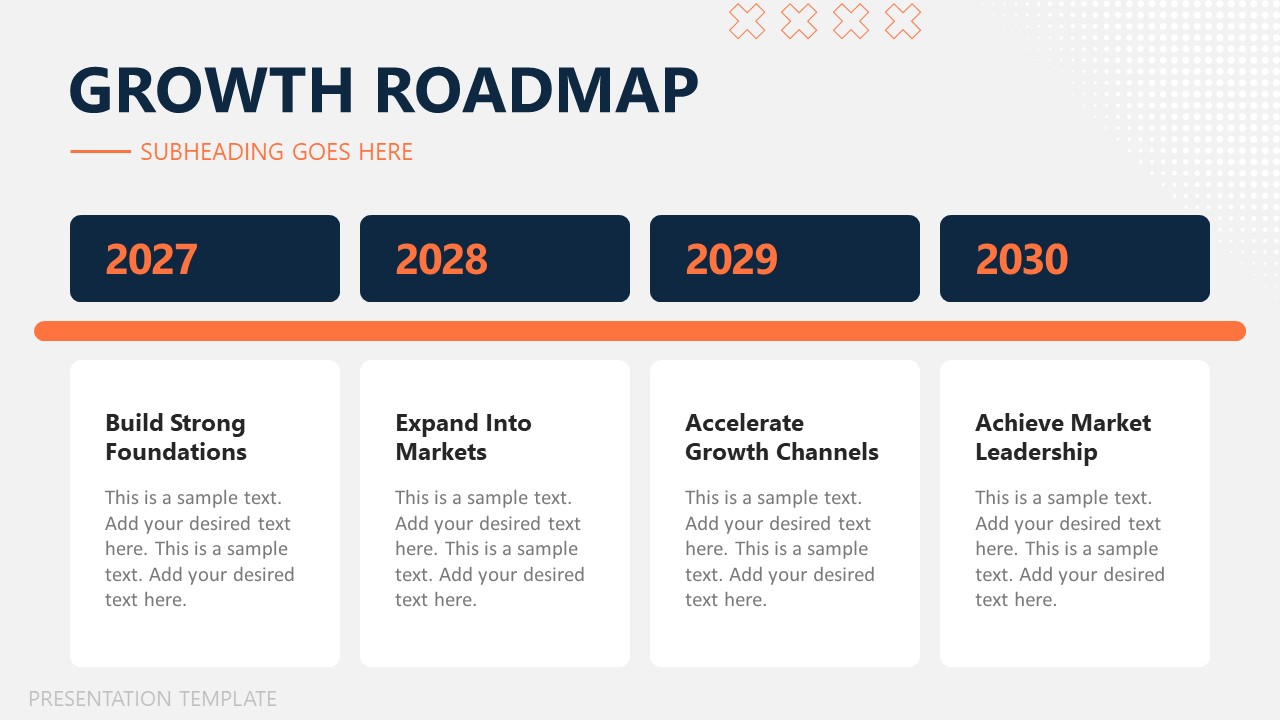 GROWTH ROADMAP
SUBHEADING GOES HERE
2027
2028
2029
2030
Build Strong
Foundations
This is a sample text.
Add your desired text
here. This is a sample
text. Add your desired
text here.
Expand Into
Markets
This is a sample text.
Add your desired text
here. This is a sample
text. Add your desired
text here.
Accelerate
Growth Channels
This is a sample text.
Add your desired text
here. This is a sample
text. Add your desired
text here.
Achieve Market
Leadership
This is a sample text.
Add your desired text
here. This is a sample
text. Add your desired
text here.
PRESENTATION TEMPLATE